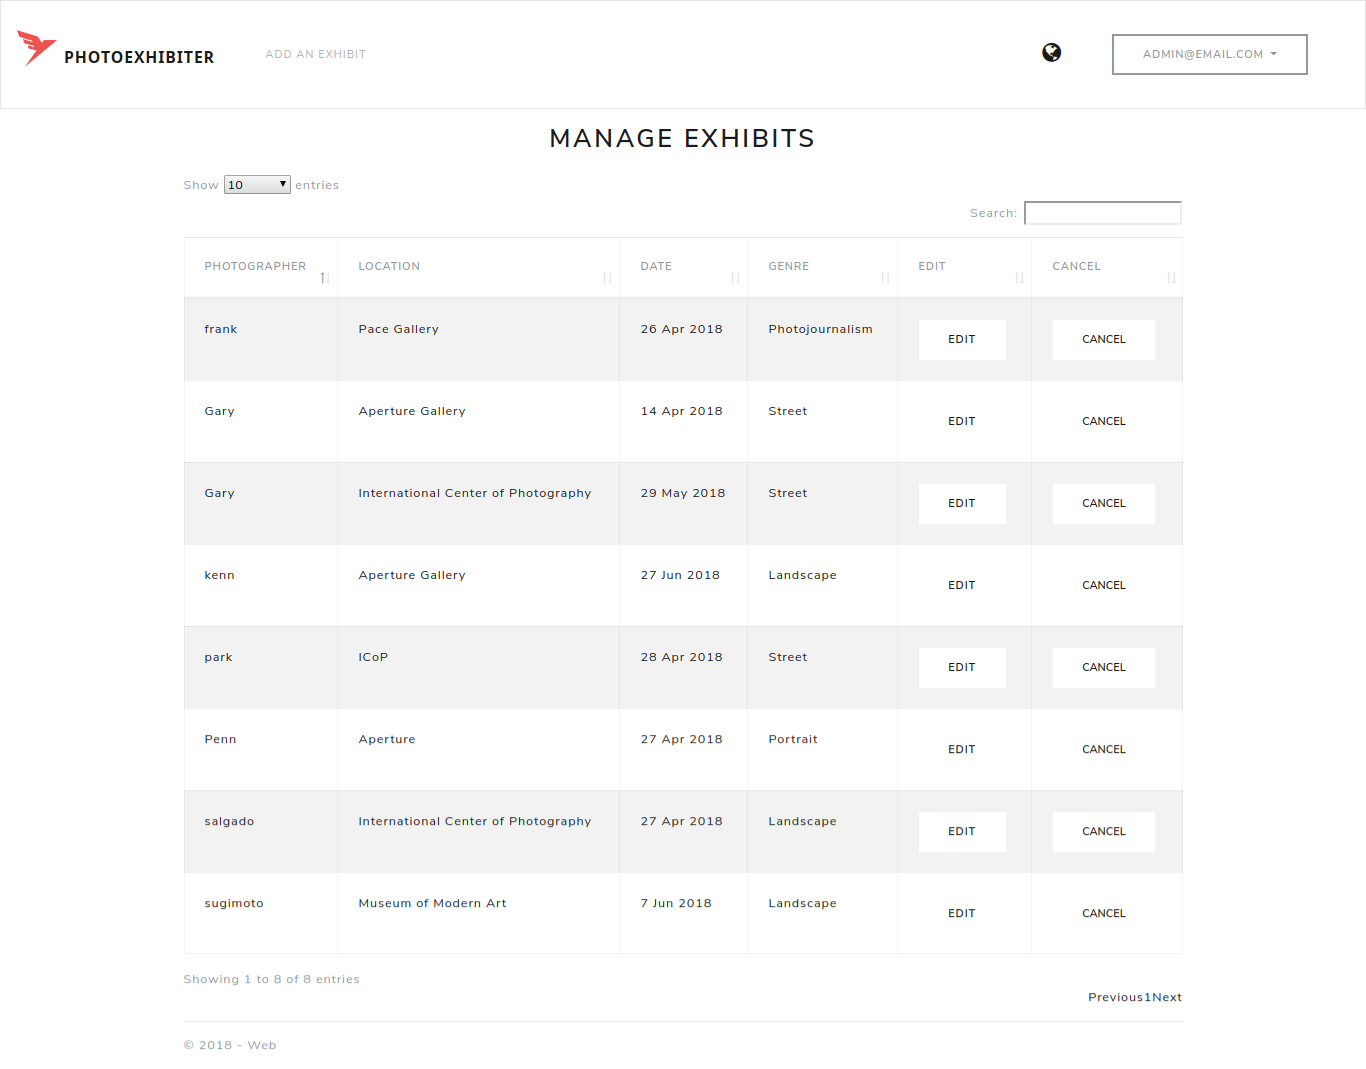 PHOTOEXHIBITER ADD AN EXHIBIT ADMIN@EMAIL.COM
MANAGE EXHIBITS
Show 10 entries
Search:
PHOTOGRAPHER LOCATION DATE GENRE EDIT CANCEL
frank Pace Gallery 26 Apr 2018 Photojournalism EDIT CANCEL
Gary Aperture Gallery 14 Apr 2018 Street EDIT CANCEL
Gary International Center of Photography 29 May 2018 Street EDIT CANCEL
kenn Aperture Gallery 27 Jun 2018 Landscape EDIT CANCEL
park ICoP 28 Apr 2018 Street EDIT CANCEL
Penn Aperture 27 Apr 2018 Portrait EDIT CANCEL
salgado International Center of Photography 27 Apr 2018 Landscape EDIT CANCEL
sugimoto Museum of Modern Art 7 Jun 2018 Landscape EDIT CANCEL
Showing 1 to 8 of 8 entries
Previous1Next
© 2018 - Web